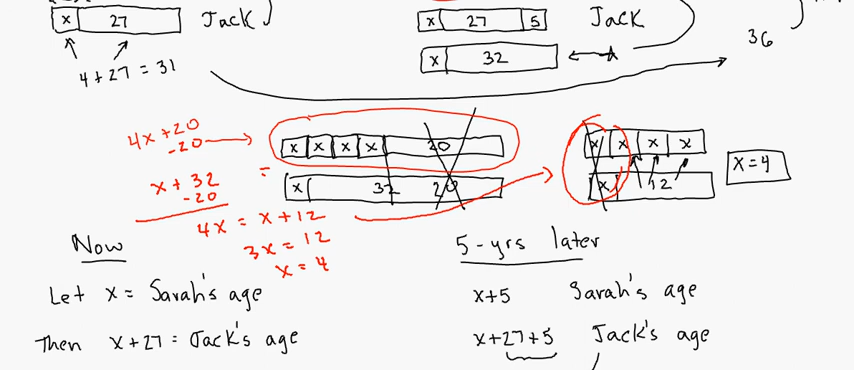 x 27 Jack
4 + 27 = 31
x 27 5 Jack
x 32
36
4x + 20
-20
x x x x 20
=
x + 32
-20
x 32 20
4x = x + 12
3x = 12
x = 4
x x x x
x 12
x = 4
Now
Let x = Sarah's age
Then x + 27 = Jack's age
5 - yrs later
x+5 Sarah's age
x+27+5 Jack's age